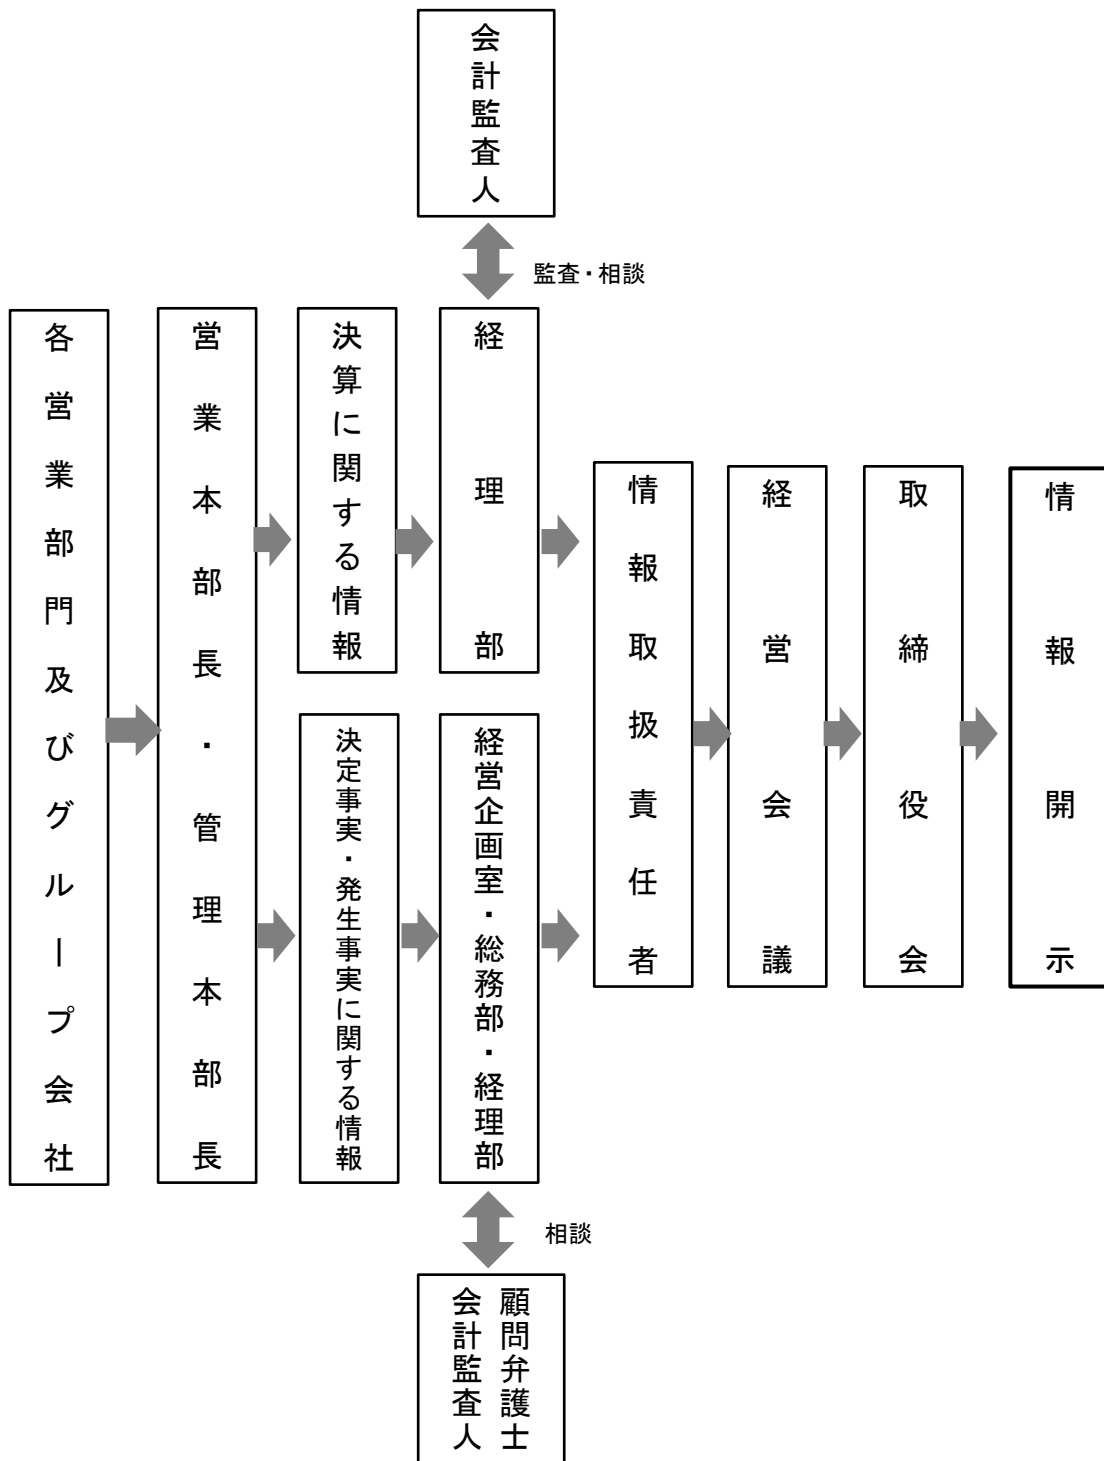 会計監査人
監査・相談
各営業部門及びグループ会社
営業本部長・管理本部長
決算に関する情報
経理部
決定事実・発生事実に関する情報
経営企画室・総務部・経理部
情報取扱責任者
経営会議
取締役会
情報開示
相談
顧問弁護士
会計監査人